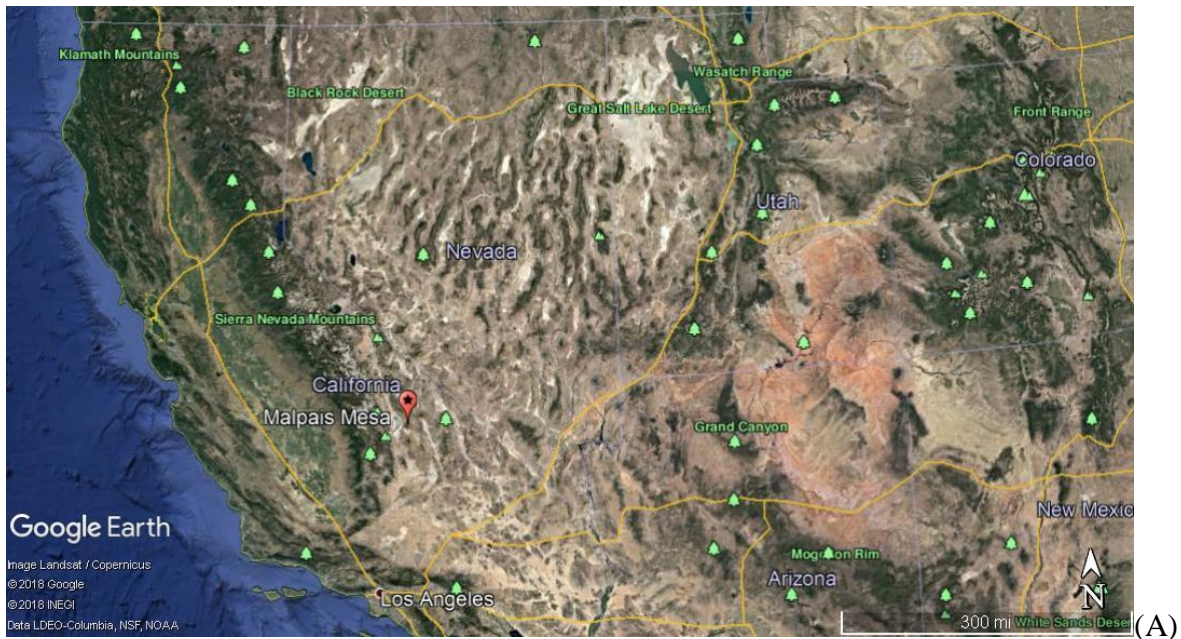 Klamath Mountains
Wasatch Range
Black Rock Desert
Great Salt Lake Desert
Front Range
Colorado
Utah
Nevada
Sierra Nevada Mountains
California
Malpais Mesa
Grand Canyon
Google Earth
New Mexic
Image Landsat / Copernicus
©2018 Google
©2018 INEGI
Data LDEO-Columbia, NSF, NOAA
Mogollon Rim
Arizona
Los Angeles
N
300 mi
White Sands Deser
(A)